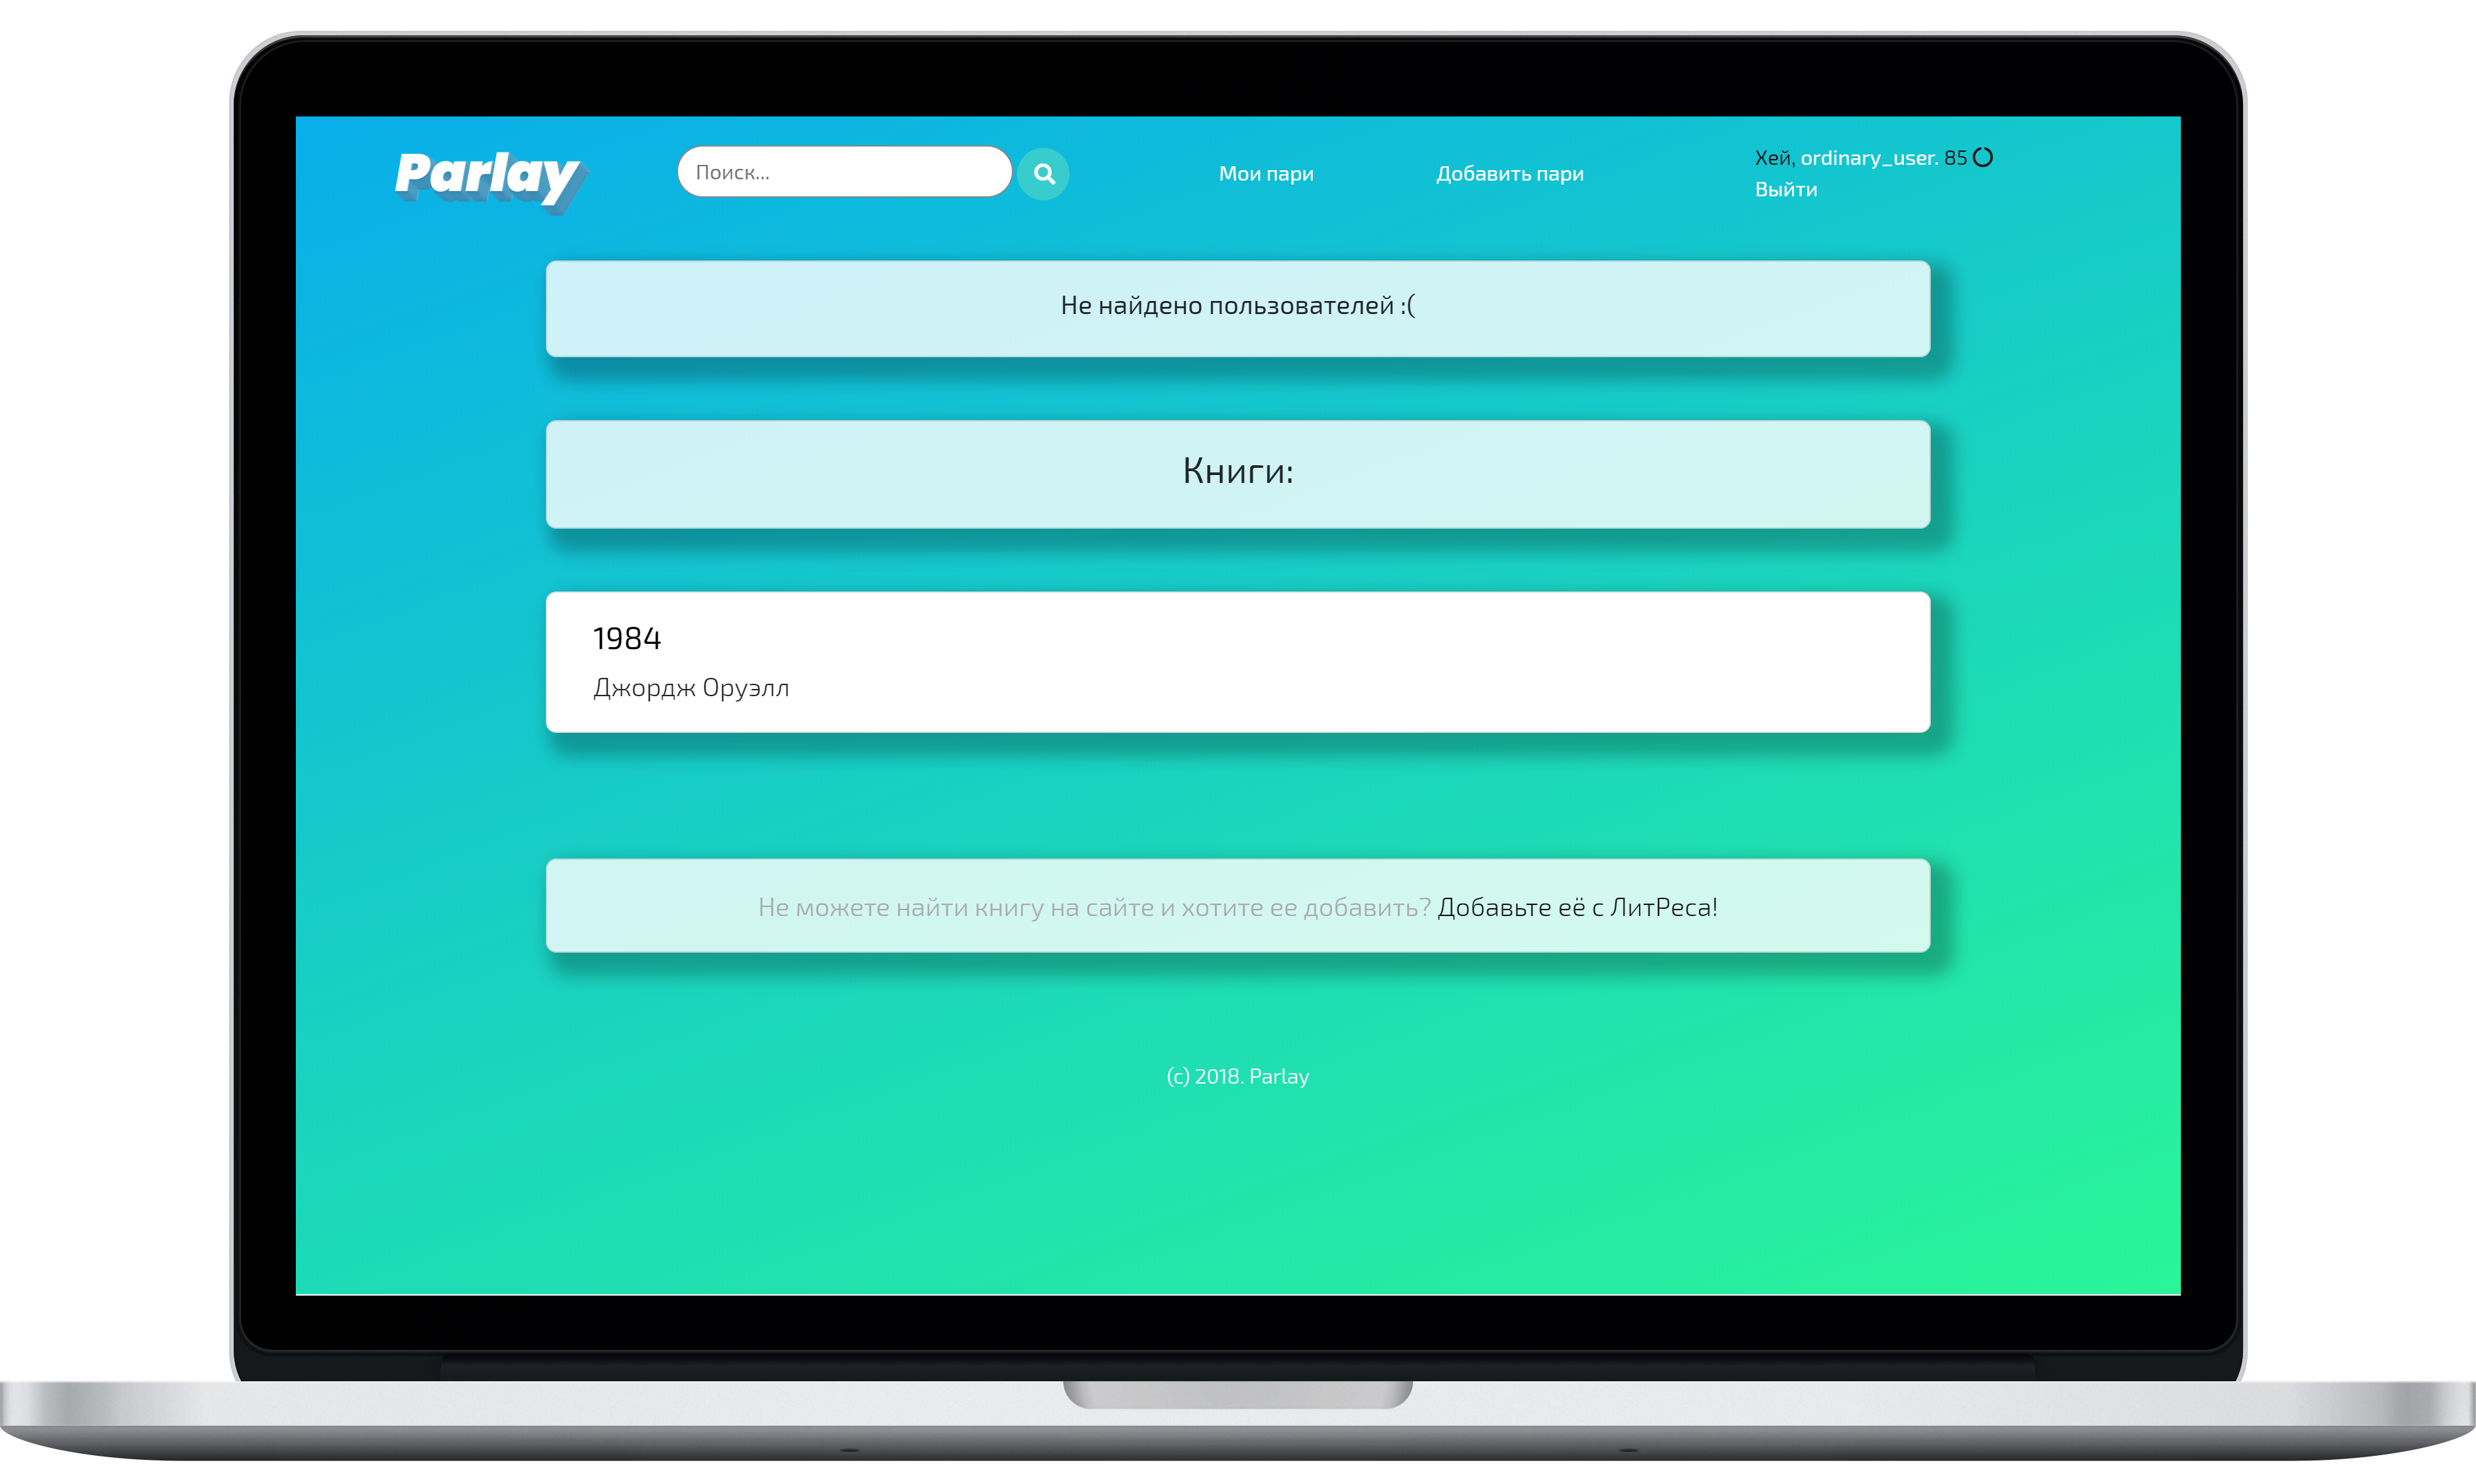 Parlay
Поиск...
Мои пари
Добавить пари
Хей, ordinary_user. 85
Выйти
Не найдено пользователей :(
Книги:
1984
Джордж Оруэлл
Не можете найти книгу на сайте и хотите ее добавить? Добавьте её с ЛитРеса!
(c) 2018. Parlay